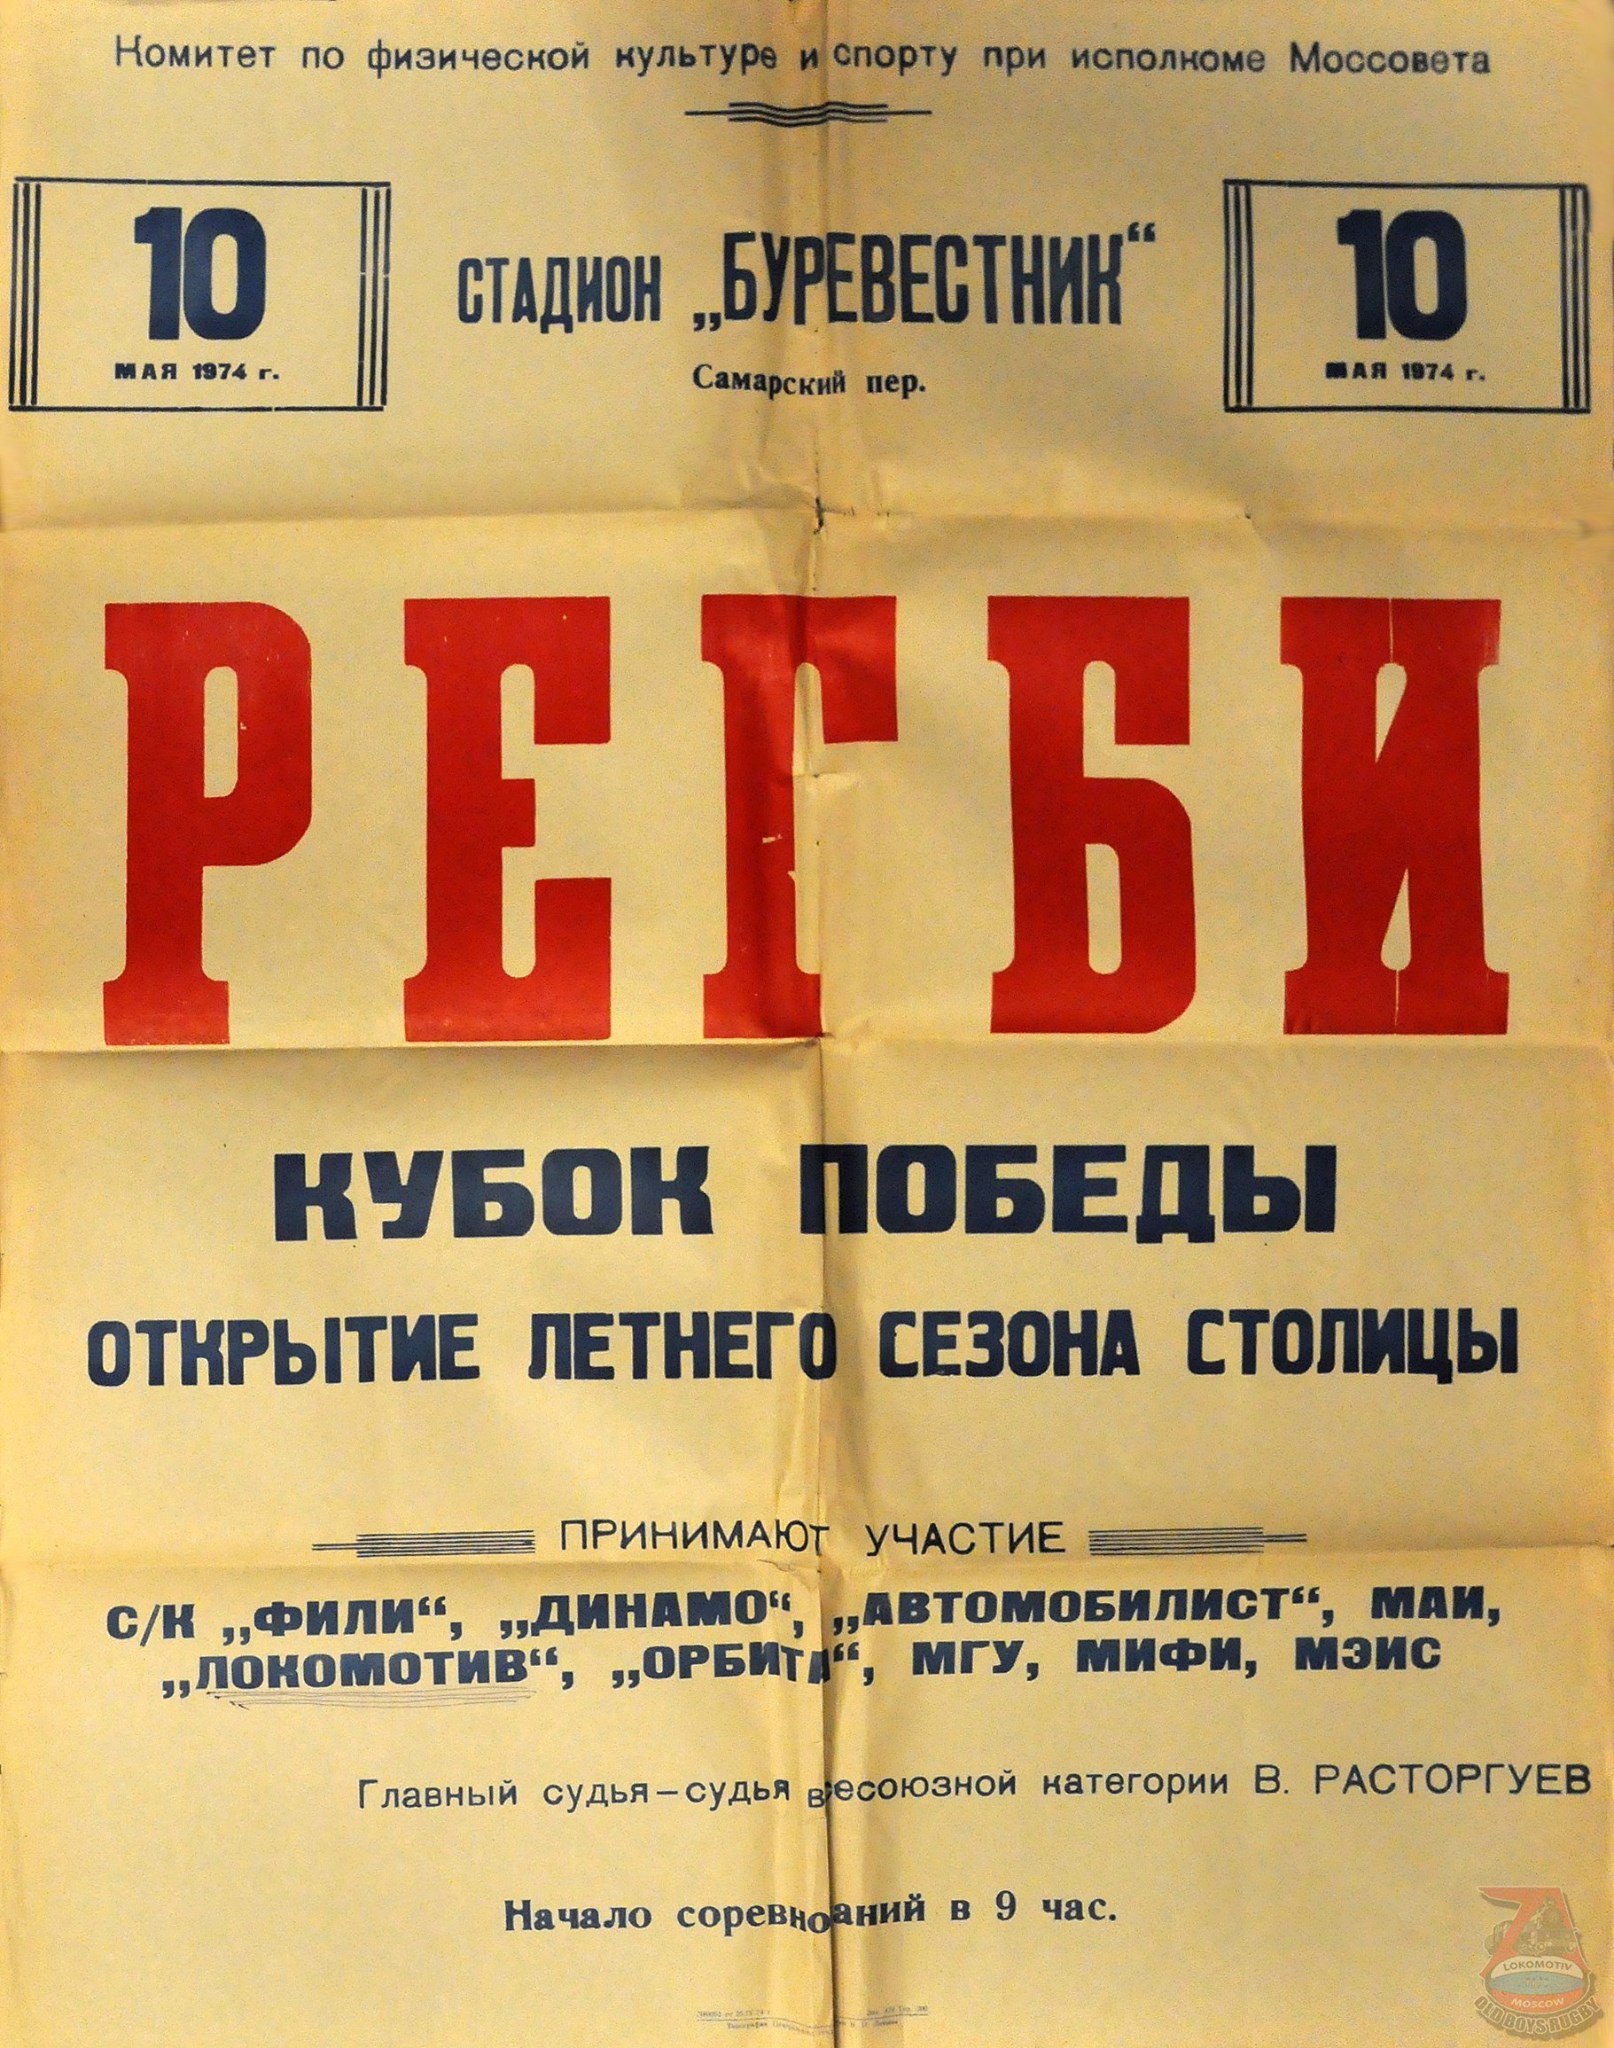 Комитет по физической культуре и спорту при исполкоме Моссовета
10
МАЯ 1974 г.
СТАДИОН „БУРЕВЕСТНИК“
Самарский пер.
10
МАЯ 1974 г.
РЕГБИ
КУБОК ПОБЕДЫ
ОТКРЫТИЕ ЛЕТНЕГО СЕЗОНА СТОЛИЦЫ
ПРИНИМАЮТ УЧАСТИЕ
С/К „ФИЛИ“, „ДИНАМО“, „АВТОМОБИЛИСТ“, МАИ,
„ЛОКОМОТИВ“, „ОРБИТА“, МГУ, МИФИ, МЭИС
Главный судья—судья всесоюзной категории В. РАСТОРГУЕВ
Начало соревнований в 9 час.
LOKOMOTIV
MOSCOW
OLD BOYS RUGBY